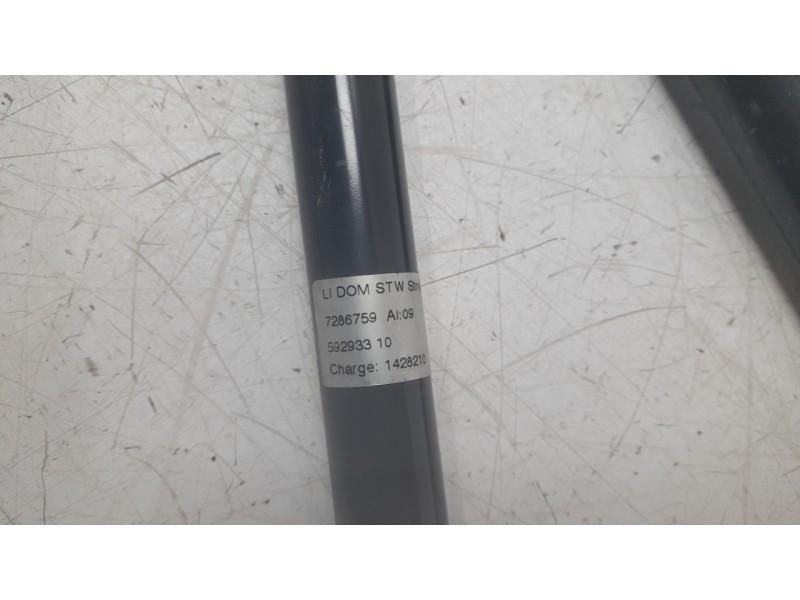 LI DOM STW
7286759 AI:09
592933 10
Charge: 1428210